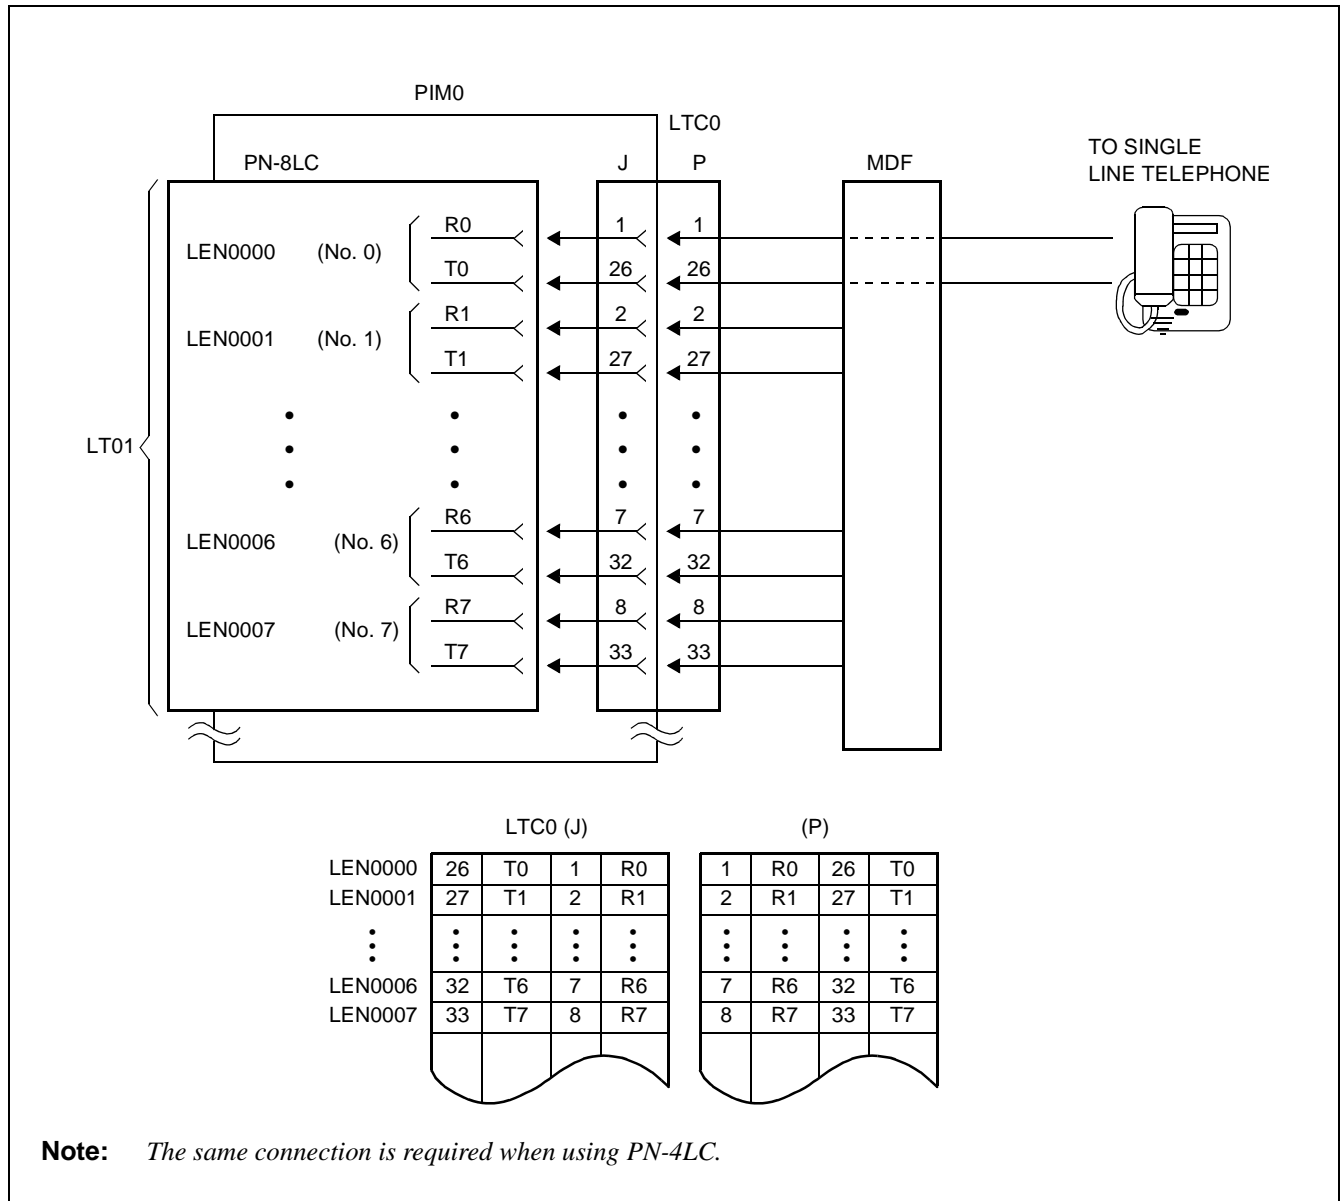 PIM0
LTC0
PN-8LC J P MDF
TO SINGLE
LINE TELEPHONE
R0 1 1
LEN0000 (No. 0)
T0 26 26
R1 2 2
LEN0001 (No. 1)
T1 27 27
LT01
R6 7 7
LEN0006 (No. 6)
T6 32 32
R7 8 8
LEN0007 (No. 7)
T7 33 33
LTC0 (J) (P)
LEN0000 26 T0 1 R0 1 R0 26 T0
LEN0001 27 T1 2 R1 2 R1 27 T1
LEN0006 32 T6 7 R6 7 R6 32 T6
LEN0007 33 T7 8 R7 8 R7 33 T7
Note: The same connection is required when using PN-4LC.